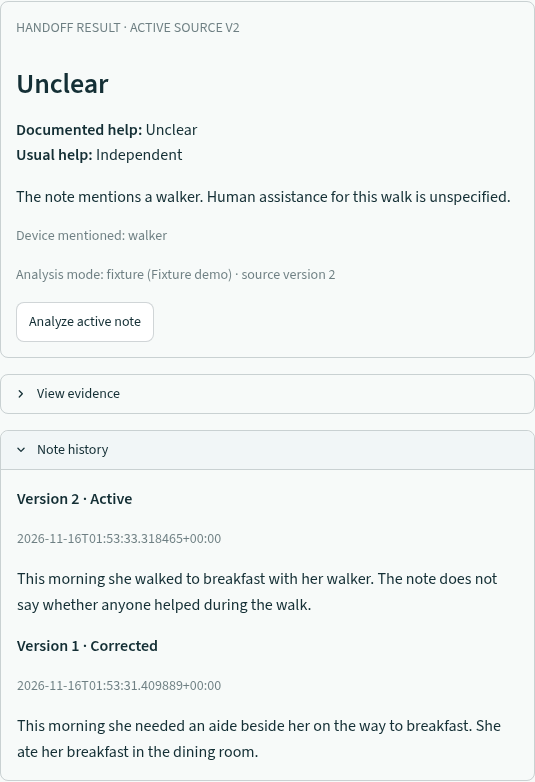 HANDOFF RESULT · ACTIVE SOURCE V2
Unclear
Documented help: Unclear
Usual help: Independent
The note mentions a walker. Human assistance for this walk is unspecified.
Device mentioned: walker
Analysis mode: fixture (Fixture demo) · source version 2
Analyze active note
View evidence
Note history
Version 2 · Active
2026-11-16T01:53:33.318465+00:00
This morning she walked to breakfast with her walker. The note does not
say whether anyone helped during the walk.
Version 1 · Corrected
2026-11-16T01:53:31.409889+00:00
This morning she needed an aide beside her on the way to breakfast. She
ate her breakfast in the dining room.